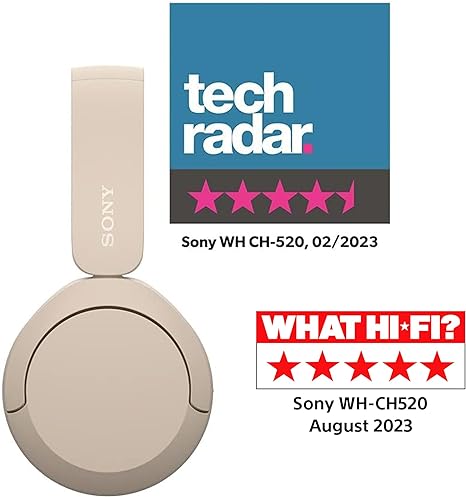 SONY
tech
radar.
Sony WH CH-520, 02/2023
WHAT HI★FI?
Sony WH-CH520
August 2023